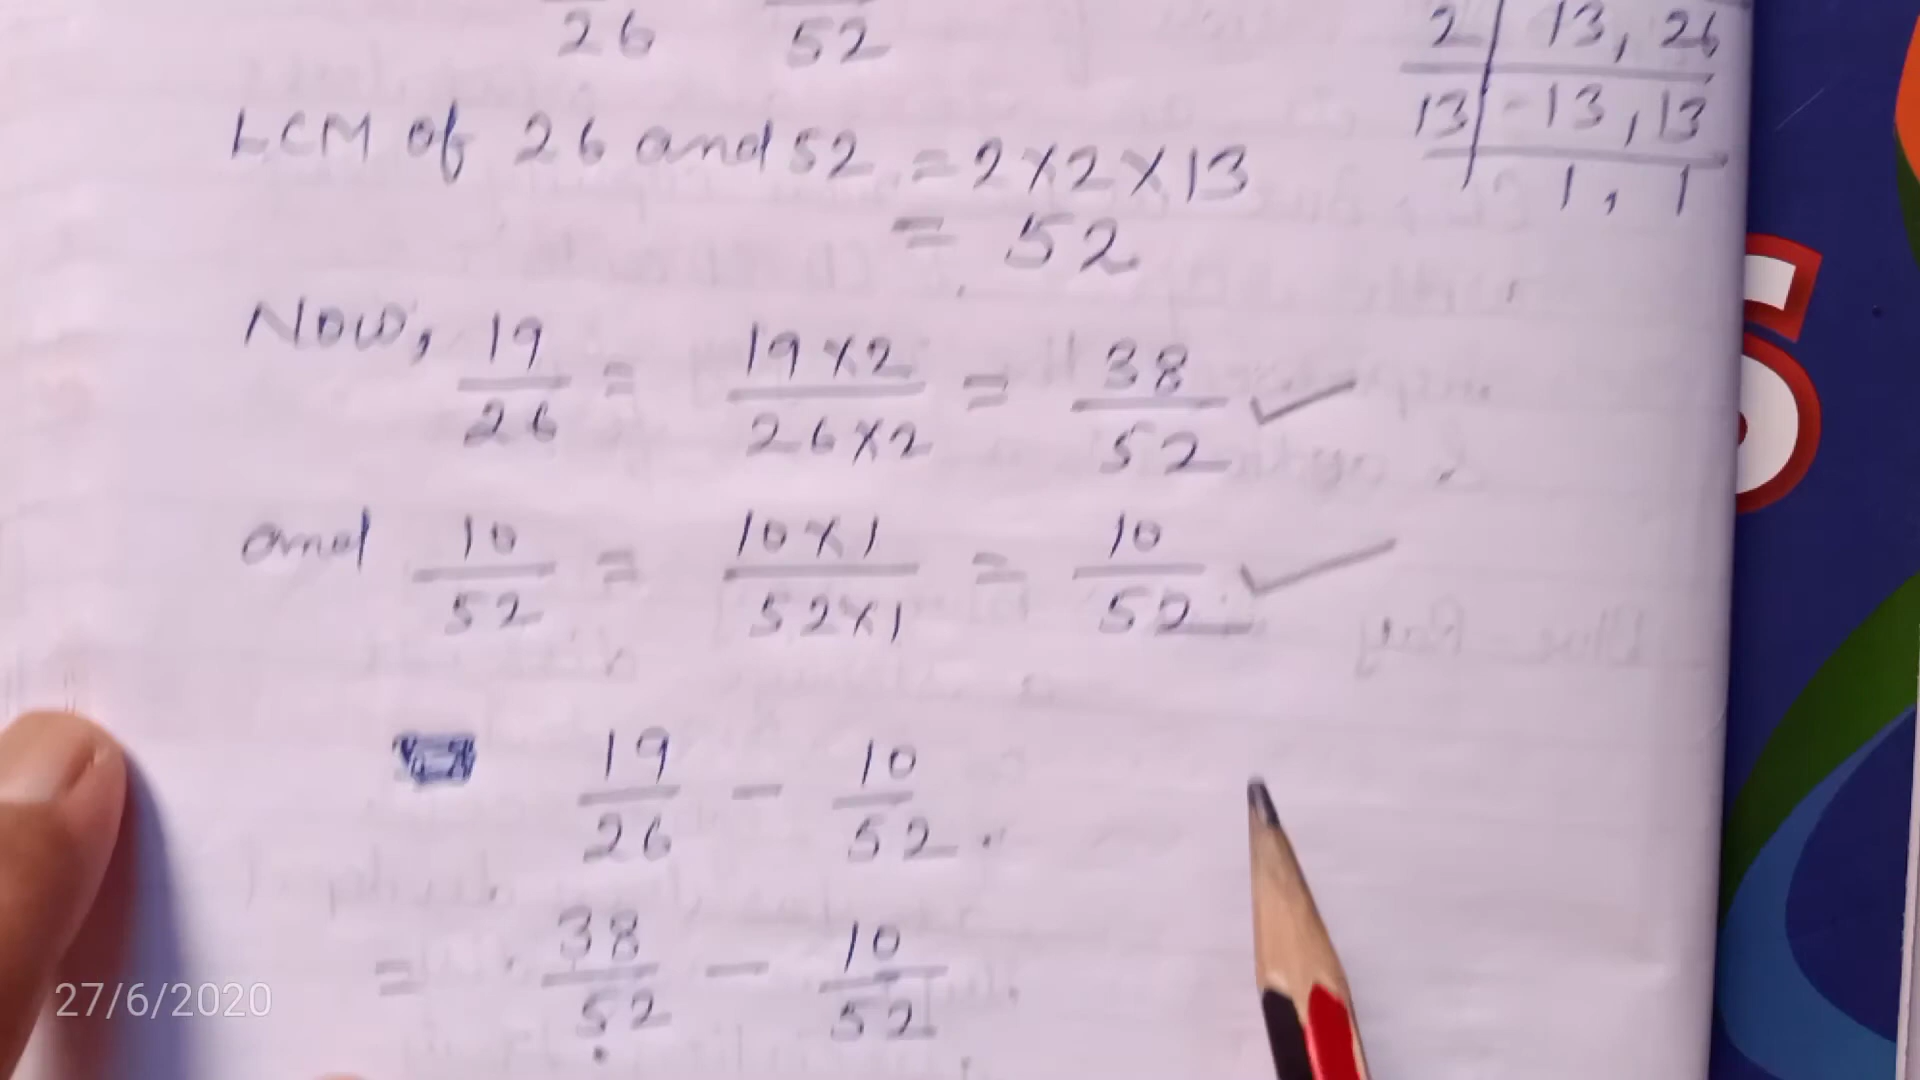 26 52
2 | 13, 26
13 | -13, 13
1, 1
LCM of 26 and 52 = 2×2×13
= 52
Now, 19/26 = 19×2/26×2 = 38/52 ✓
and 10/52 = 10×1/52×1 = 10/52 ✓
19/26 - 10/52.
= 38/52 - 10/52
27/6/2020